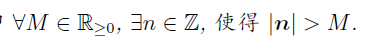 ∀M ∈ ℝ≥0, ∃n ∈ ℤ, 使得 |n| > M.